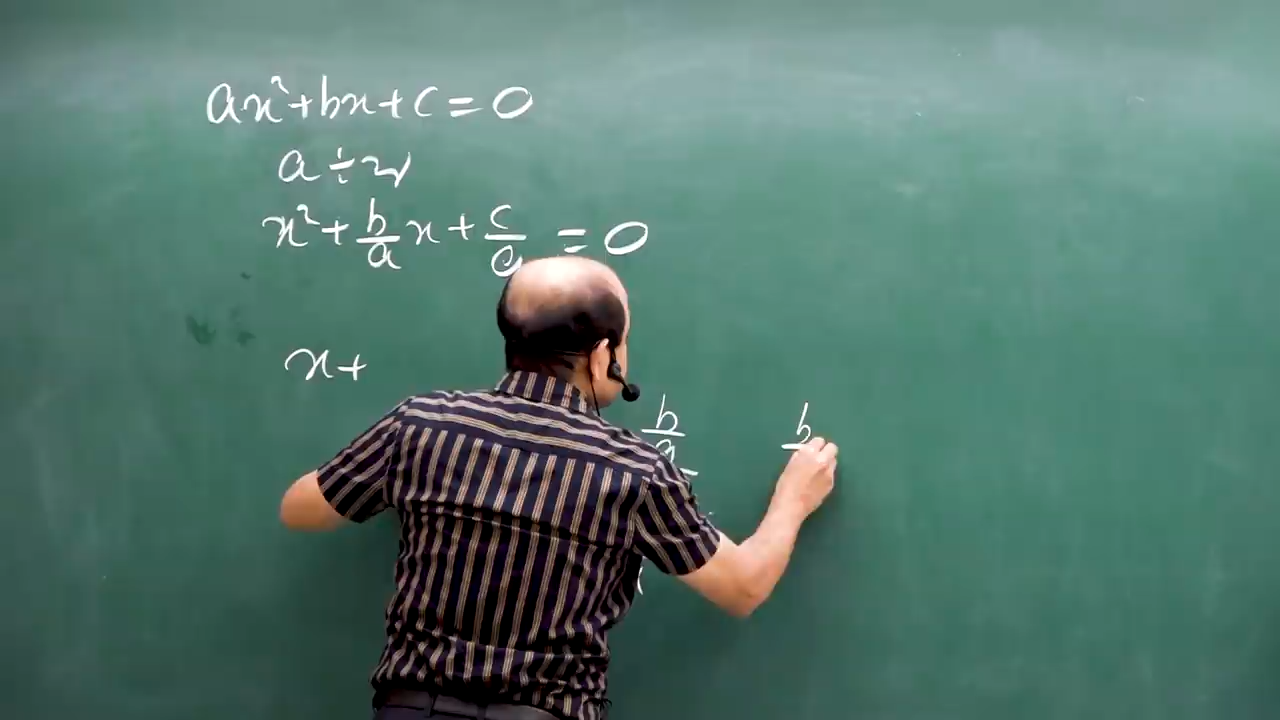 ax²+bx+c=0
a÷
x²+b/a x+c/a =0
x+
b/a b